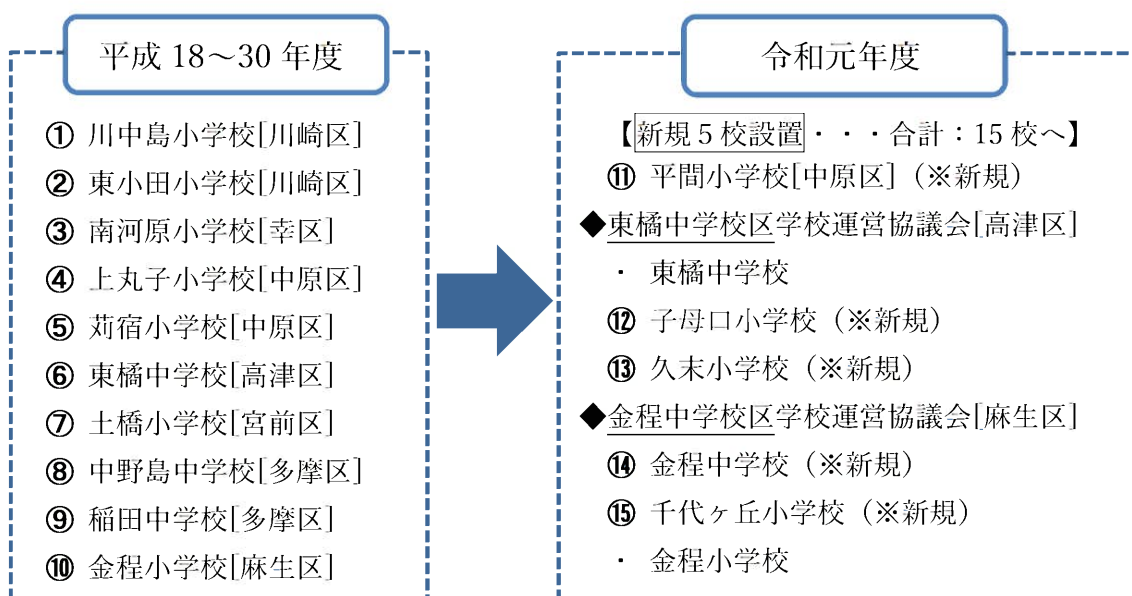 平成 18～30 年度
① 川中島小学校[川崎区]
② 東小田小学校[川崎区]
③ 南河原小学校[幸区]
④ 上丸子小学校[中原区]
⑤ 苅宿小学校[中原区]
⑥ 東橘中学校[高津区]
⑦ 土橋小学校[宮前区]
⑧ 中野島中学校[多摩区]
⑨ 稲田中学校[多摩区]
⑩ 金程小学校[麻生区]
令和元年度
【新規５校設置・・・合計：15 校へ】
⑪ 平間小学校[中原区]（※新規）
◆東橘中学校区学校運営協議会[高津区]
・ 東橘中学校
⑫ 子母口小学校（※新規）
⑬ 久末小学校（※新規）
◆金程中学校区学校運営協議会[麻生区]
⑭ 金程中学校（※新規）
⑮ 千代ヶ丘小学校（※新規）
・ 金程小学校